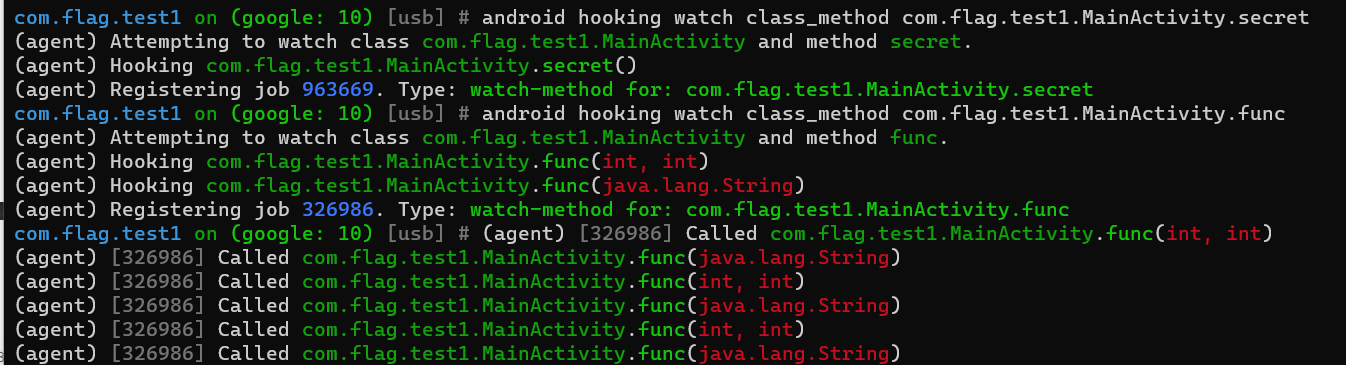 com.flag.test1 on (google: 10) [usb] # android hooking watch class_method com.flag.test1.MainActivity.secret
(agent) Attempting to watch class com.flag.test1.MainActivity and method secret.
(agent) Hooking com.flag.test1.MainActivity.secret()
(agent) Registering job 963669. Type: watch-method for: com.flag.test1.MainActivity.secret
com.flag.test1 on (google: 10) [usb] # android hooking watch class_method com.flag.test1.MainActivity.func
(agent) Attempting to watch class com.flag.test1.MainActivity and method func.
(agent) Hooking com.flag.test1.MainActivity.func(int, int)
(agent) Hooking com.flag.test1.MainActivity.func(java.lang.String)
(agent) Registering job 326986. Type: watch-method for: com.flag.test1.MainActivity.func
com.flag.test1 on (google: 10) [usb] # (agent) [326986] Called com.flag.test1.MainActivity.func(int, int)
(agent) [326986] Called com.flag.test1.MainActivity.func(java.lang.String)
(agent) [326986] Called com.flag.test1.MainActivity.func(int, int)
(agent) [326986] Called com.flag.test1.MainActivity.func(java.lang.String)
(agent) [326986] Called com.flag.test1.MainActivity.func(int, int)
(agent) [326986] Called com.flag.test1.MainActivity.func(java.lang.String)